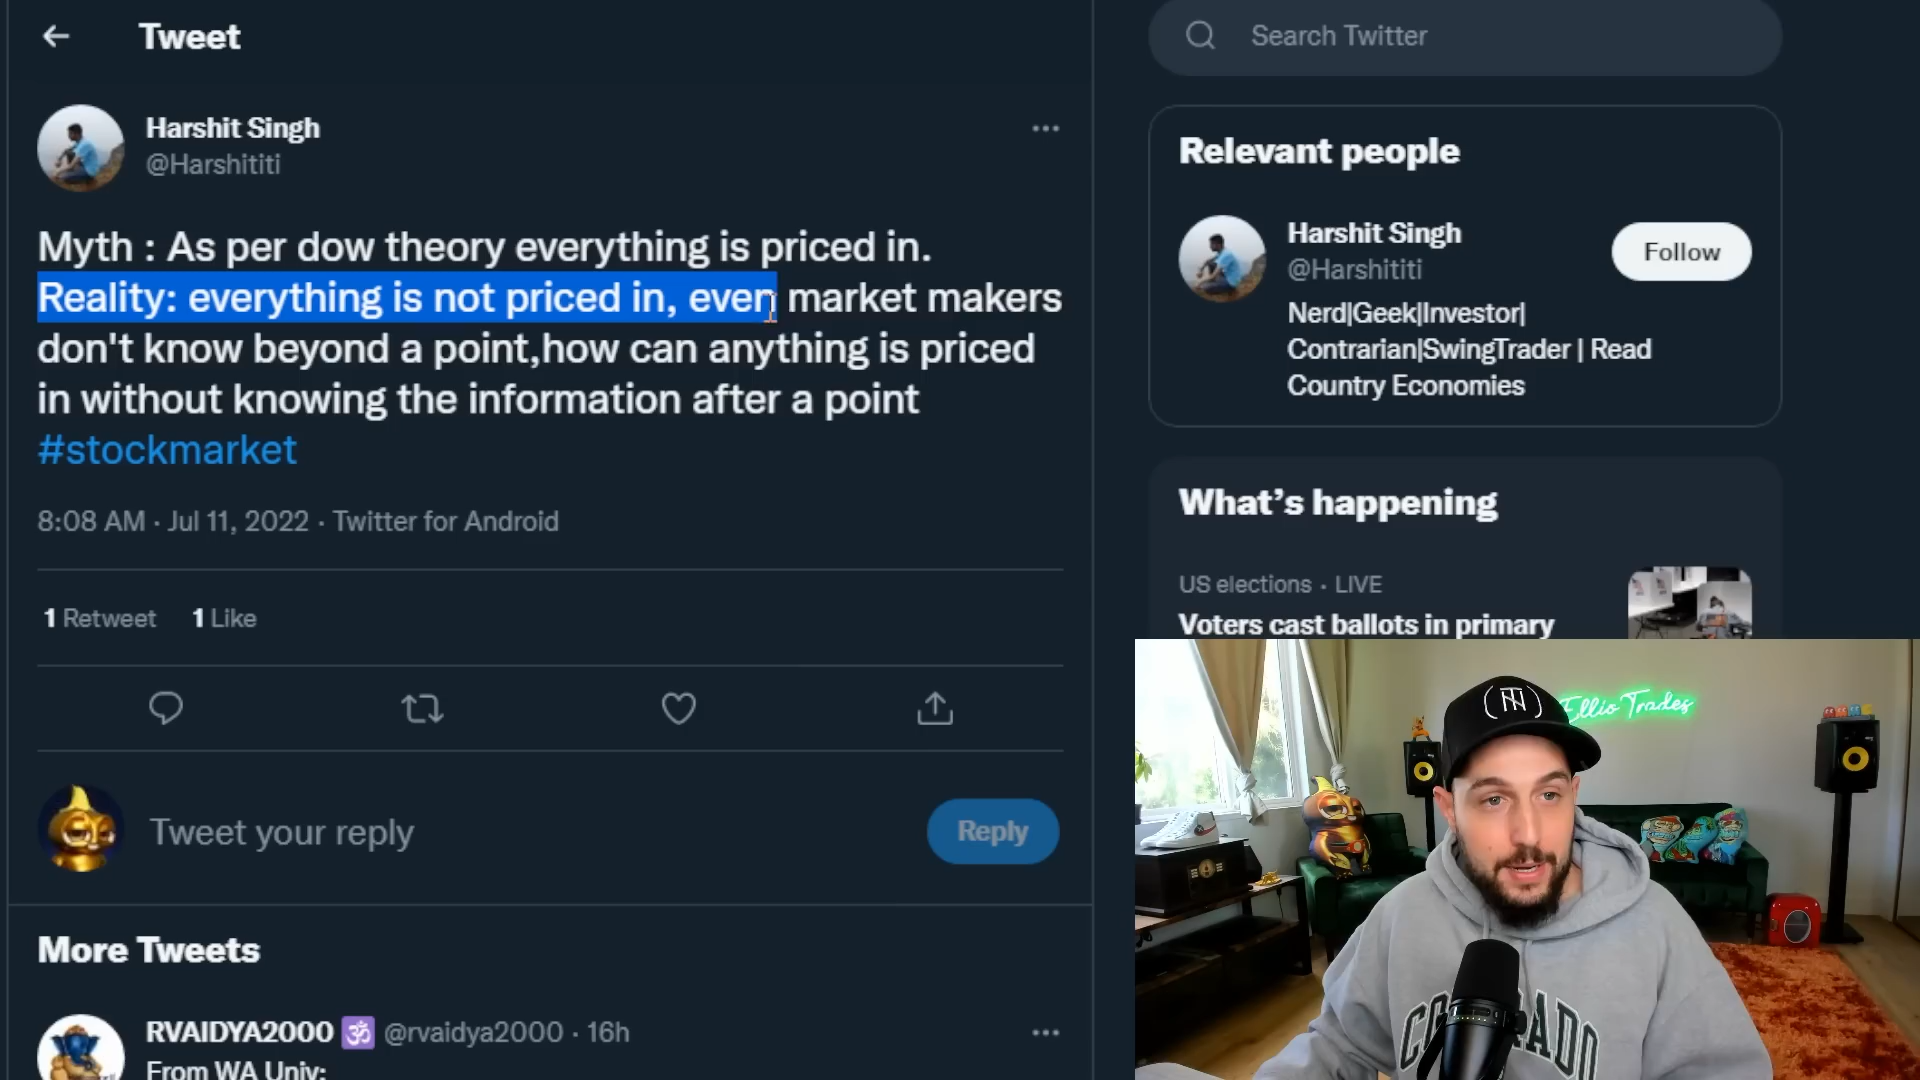 Tweet
Search Twitter
Harshit Singh
@Harshititi
Myth : As per dow theory everything is priced in.
Reality: everything is not priced in, even market makers
don't know beyond a point,how can anything is priced
in without knowing the information after a point
#stockmarket
8:08 AM · Jul 11, 2022 · Twitter for Android
1 Retweet 1 Like
Tweet your reply
Reply
More Tweets
RVAIDYA2000 🕉 @rvaidya2000 · 16h
From WA Univ:
Relevant people
Harshit Singh
@Harshititi
Follow
Nerd|Geek|Investor|
Contrarian|SwingTrader | Read
Country Economies
What's happening
US elections · LIVE
Voters cast ballots in primary
Ellio Trades